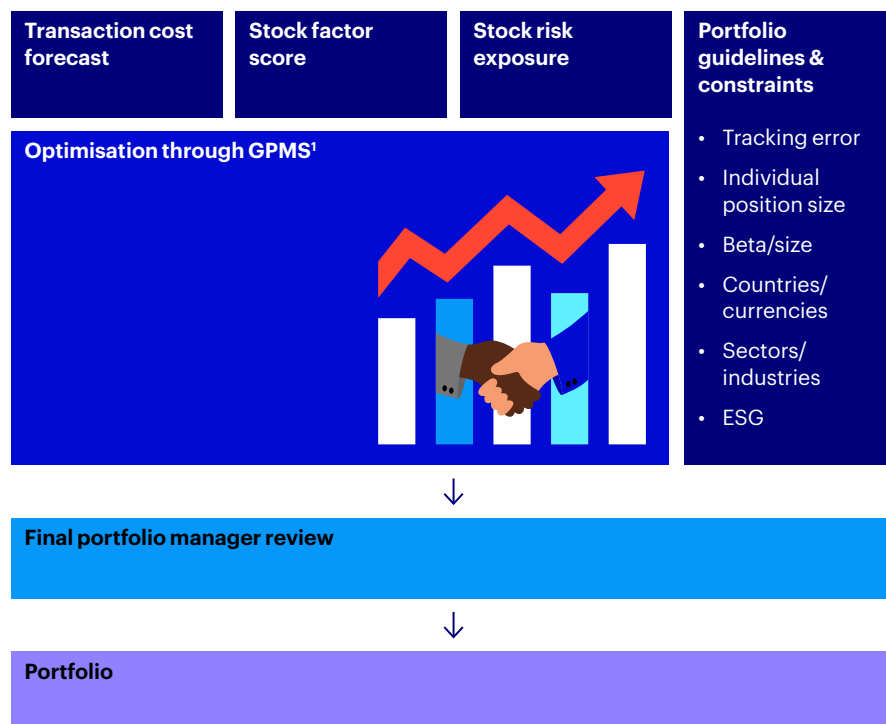 Transaction cost
forecast
Stock factor
score
Stock risk
exposure
Portfolio
guidelines &
constraints
• Tracking error
• Individual
position size
• Beta/size
• Countries/
currencies
• Sectors/
industries
• ESG
Optimisation through GPMS¹
Final portfolio manager review
Portfolio